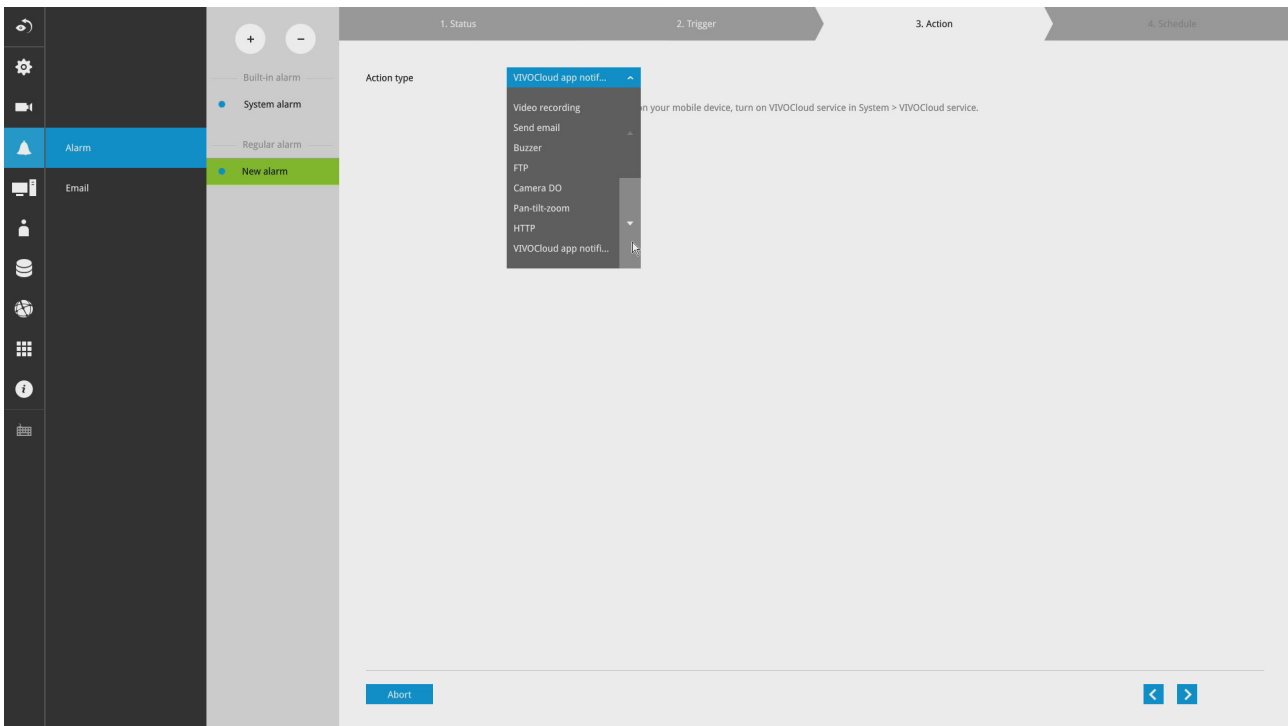 1. Status
2. Trigger
3. Action
4. Schedule
+
-
Built-in alarm
System alarm
Regular alarm
New alarm
Alarm
Email
Action type
VIVOCloud app notif...
n your mobile device, turn on VIVOCloud service in System > VIVOCloud service.
Video recording
Send email
Buzzer
FTP
Camera DO
Pan-tilt-zoom
HTTP
VIVOCloud app notifi...
Abort